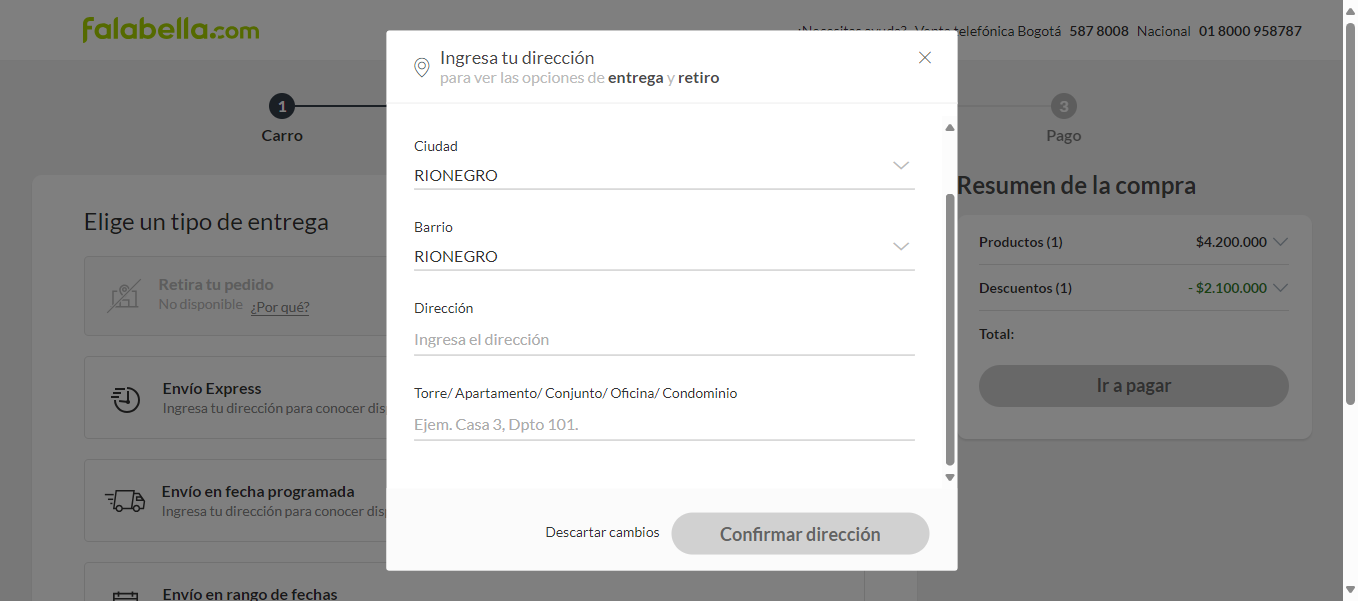 falabella.com
telefónica Bogotá 587 8008 Nacional 01 8000 958787
1
Carro
3
Pago
Elige un tipo de entrega
Retira tu pedido
No disponible ¿Por qué?
Envío Express
Ingresa tu dirección para conocer
Envío en fecha programada
Ingresa tu dirección para conocer
Envío en rango de fechas
Ingresa tu dirección
para ver las opciones de entrega y retiro
Ciudad
RIONEGRO
Barrio
RIONEGRO
Dirección
Ingresa el dirección
Torre/ Apartamento/ Conjunto/ Oficina/ Condominio
Ejem. Casa 3, Dpto 101.
Descartar cambios
Confirmar dirección
Resumen de la compra
Productos (1) $4.200.000
Descuentos (1) - $2.100.000
Total:
Ir a pagar